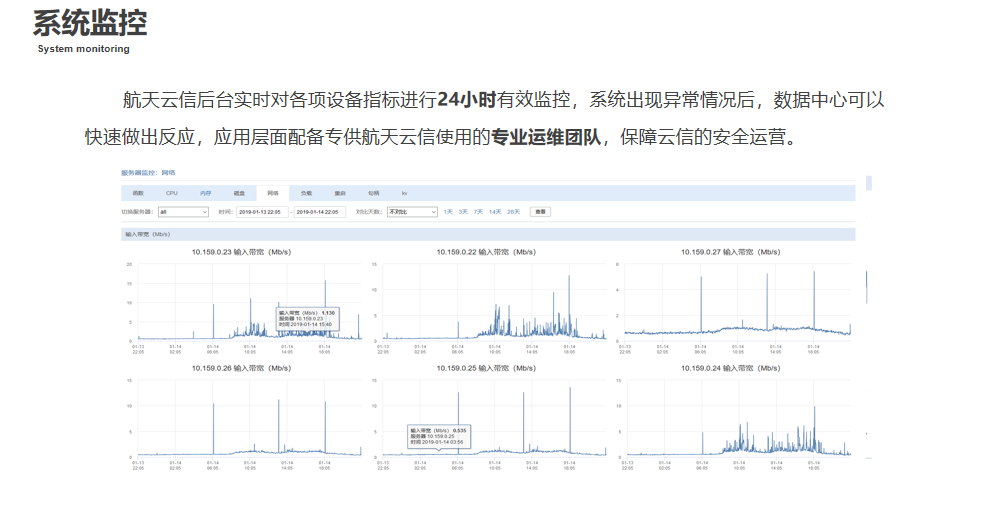 系统监控
System monitoring
航天云信后台实时对各项设备指标进行24小时有效监控，系统出现异常情况后，数据中心可以
快速做出反应，应用层面配备专供航天云信使用的专业运维团队，保障云信的安全运营。
服务器监控：网络
函数 CPU 内存 磁盘 网络 负载 重启 句柄 hv
切换服务器： all 时间： 2019-01-13 22:05 - 2019-01-14 22:05 对比天数： 不对比 1天 3天 7天 14天 28天 查看
输入带宽（Mb/s）
10.159.0.23 输入带宽（Mb/s） 10.159.0.22 输入带宽（Mb/s） 10.159.0.27 输入带宽（Mb/s）
20 15 6
15
10 4
10
5 2
5
输入带宽（Mb/s） 1,130
服务器 10.159.0.23
时间 2019-01-14 15:40
0 0 0
01-13 01-14 01-14 01-14 01-14 01-14 01-13 01-14 01-14 01-14 01-14 01-14 01-13 01-14 01-14 01-14 01-14 01-14
22:05 02:05 06:05 10:05 14:05 18:05 22:05 02:05 06:05 10:05 14:05 18:05 22:05 02:05 06:05 10:05 14:05 18:05
10.159.0.26 输入带宽（Mb/s） 10.159.0.25 输入带宽（Mb/s） 10.159.0.24 输入带宽（Mb/s）
15 15 15
10 10 10
5 5 5
输入带宽（Mb/s） 0.535
服务器 10.159.0.25
时间 2019-01-14 03:58
0 0 0
01-13 01-14 01-14 01-14 01-14 01-14 01-13 01-14 01-14 01-14 01-14 01-14 01-13 01-14 01-14 01-14 01-14 01-14
22:05 02:05 06:05 10:05 14:05 18:05 22:05 02:05 06:05 10:05 14:05 18:05 22:05 02:05 06:05 10:05 14:05 18:05